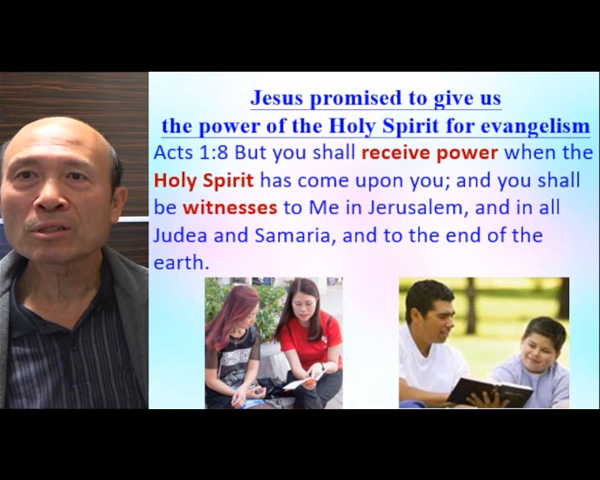 Jesus promised to give us
the power of the Holy Spirit for evangelism
Acts 1:8 But you shall receive power when the
Holy Spirit has come upon you; and you shall
be witnesses to Me in Jerusalem, and in all
Judea and Samaria, and to the end of the
earth.